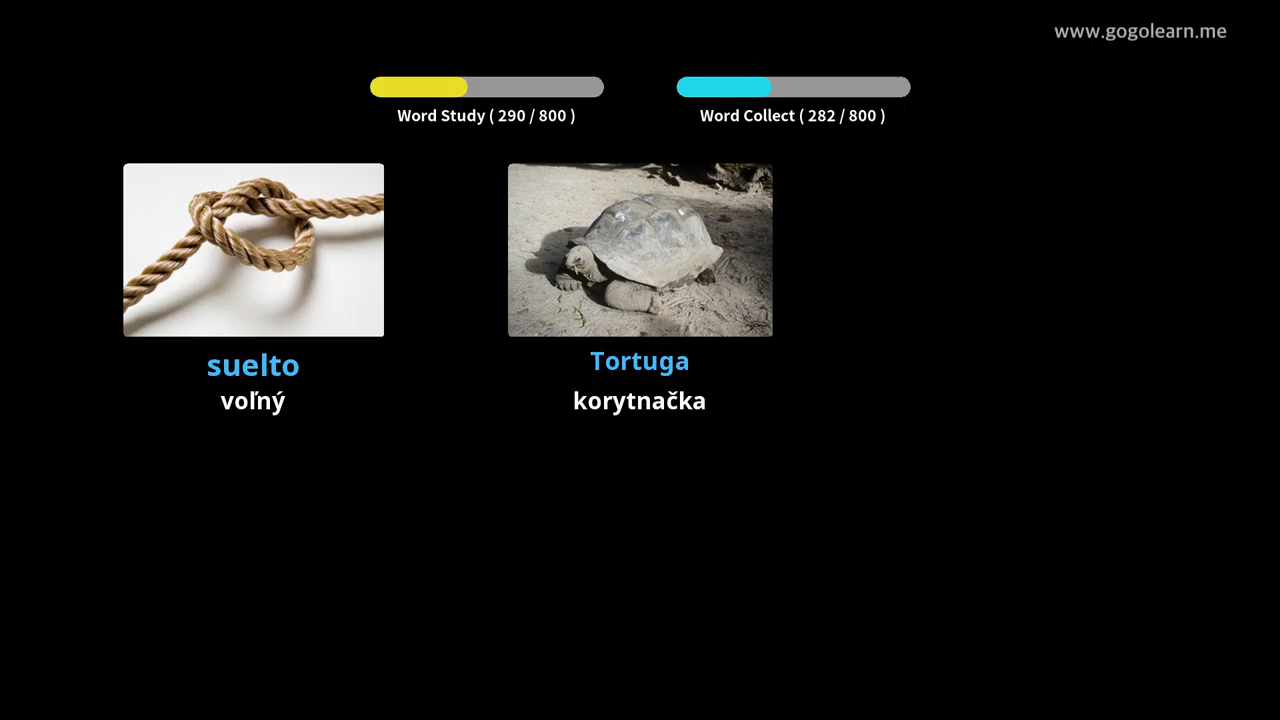 www.gogolearn.me
Word Study ( 290 / 800 )
Word Collect ( 282 / 800 )
suelto
voľný
Tortuga
korytnačka